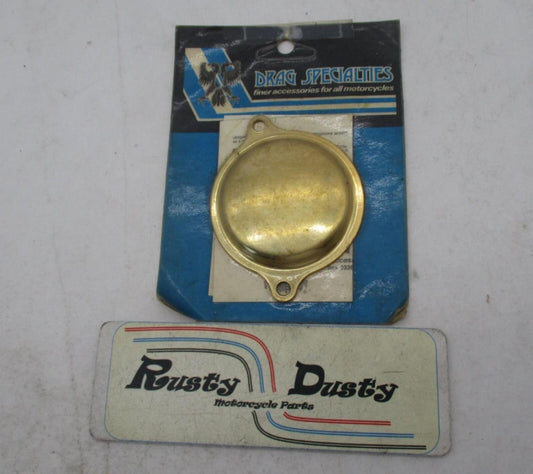 DRAG SPECIALTIES
finer accessories for all motorcycles
Rusty Dusty
Motorcycle Parts